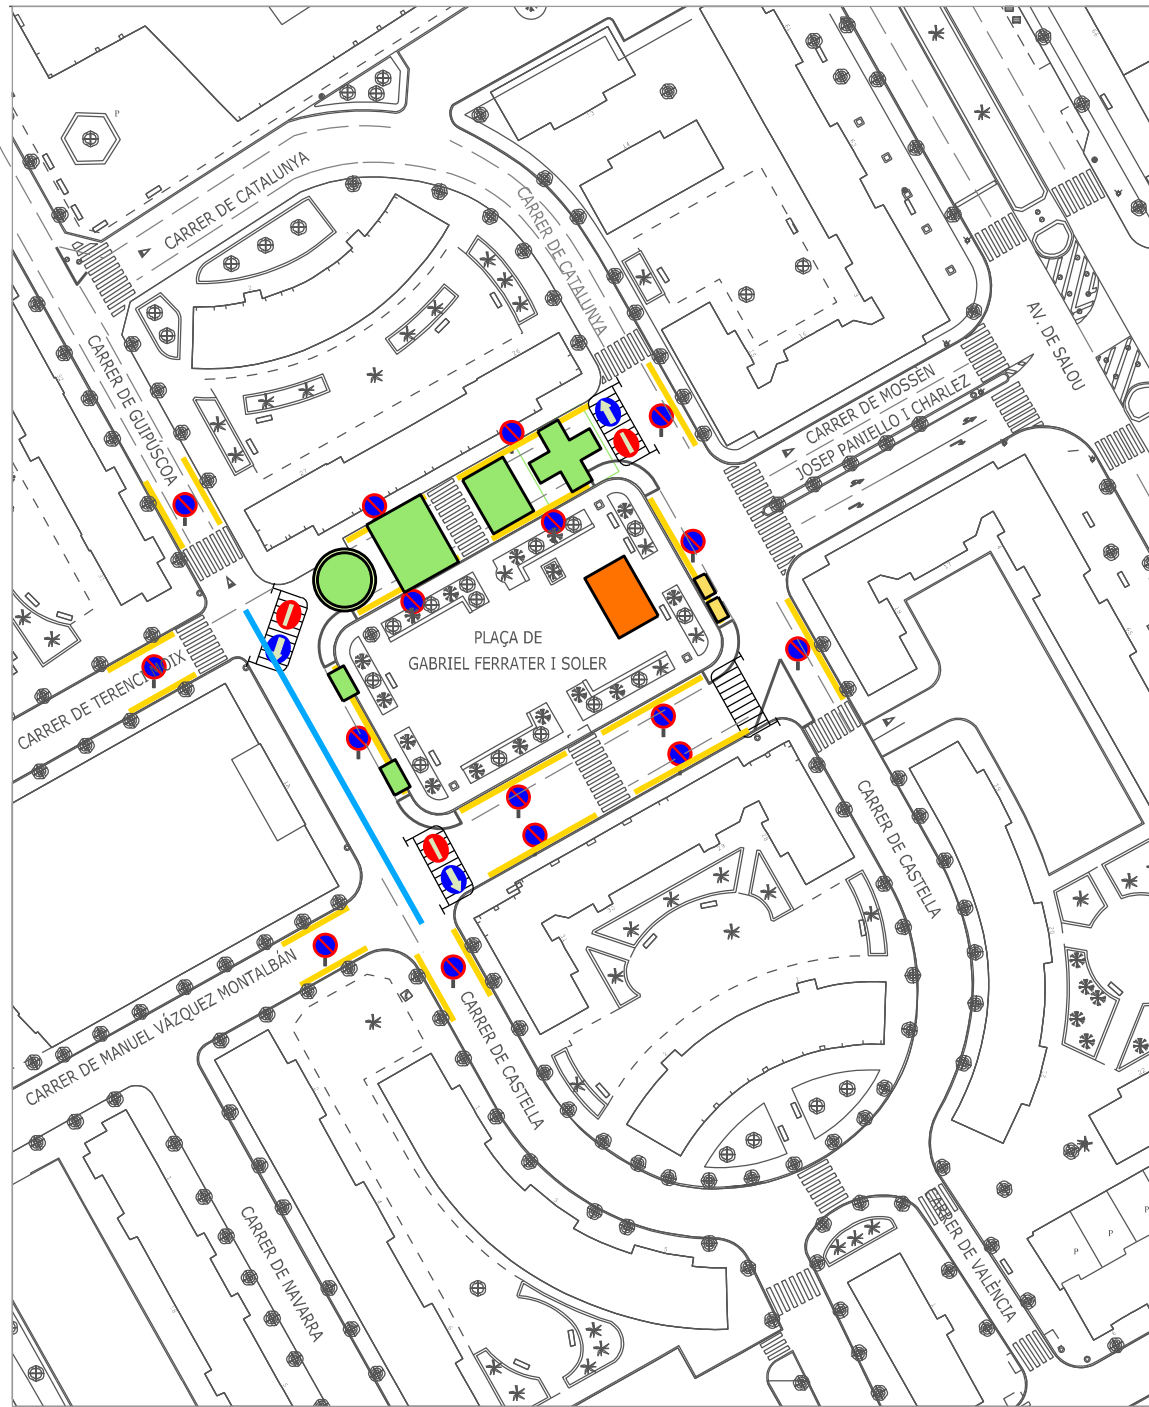 P
CARRER DE CATALUNYA
CARRER DE CATALUNYA
AV. DE SALOU
CARRER DE GUIPÚSCOA
CARRER DE MOSSÈN
JOSEP PANIELLO I CHARLEZ
PLAÇA DE
GABRIEL FERRATER I SOLER
CARRER DE TERENCI MOIX
CARRER DE CASTELLA
CARRER DE MANUEL VÁZQUEZ MONTALBÁN
CARRER DE CASTELLA
CARRER DE NAVARRA
CARRER DE VALÈNCIA
P
P
P